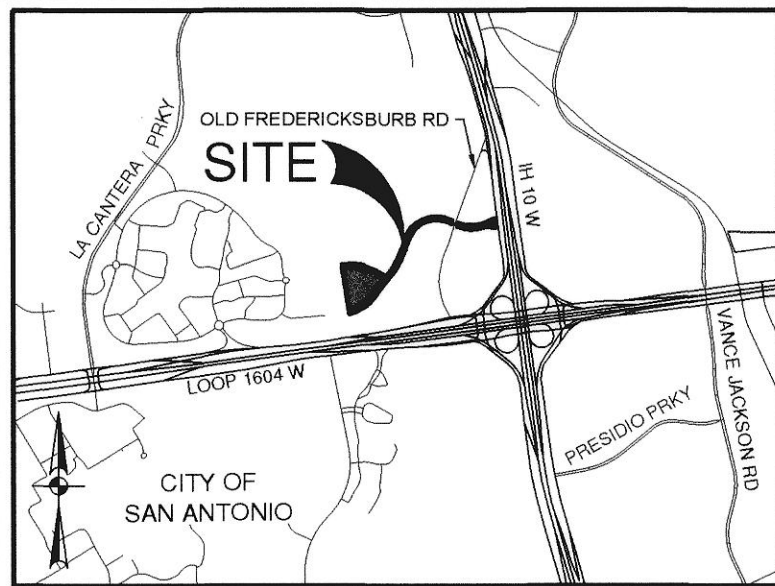 OLD FREDERICKSBURB RD
SITE
LA CANTERA PRKY
IH 10 W
LOOP 1604 W
VANCE JACKSON RD
PRESIDIO PRKY
CITY OF
SAN ANTONIO